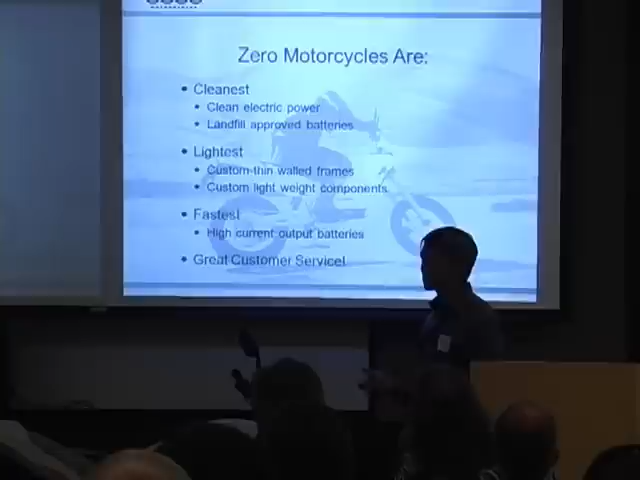 Zero Motorcycles Are:
• Cleanest
• Clean electric power
• Landfill approved batteries
• Lightest
• Custom-thin walled frames
• Custom light weight components
• Fastest
• High current output batteries
• Great Customer Service!